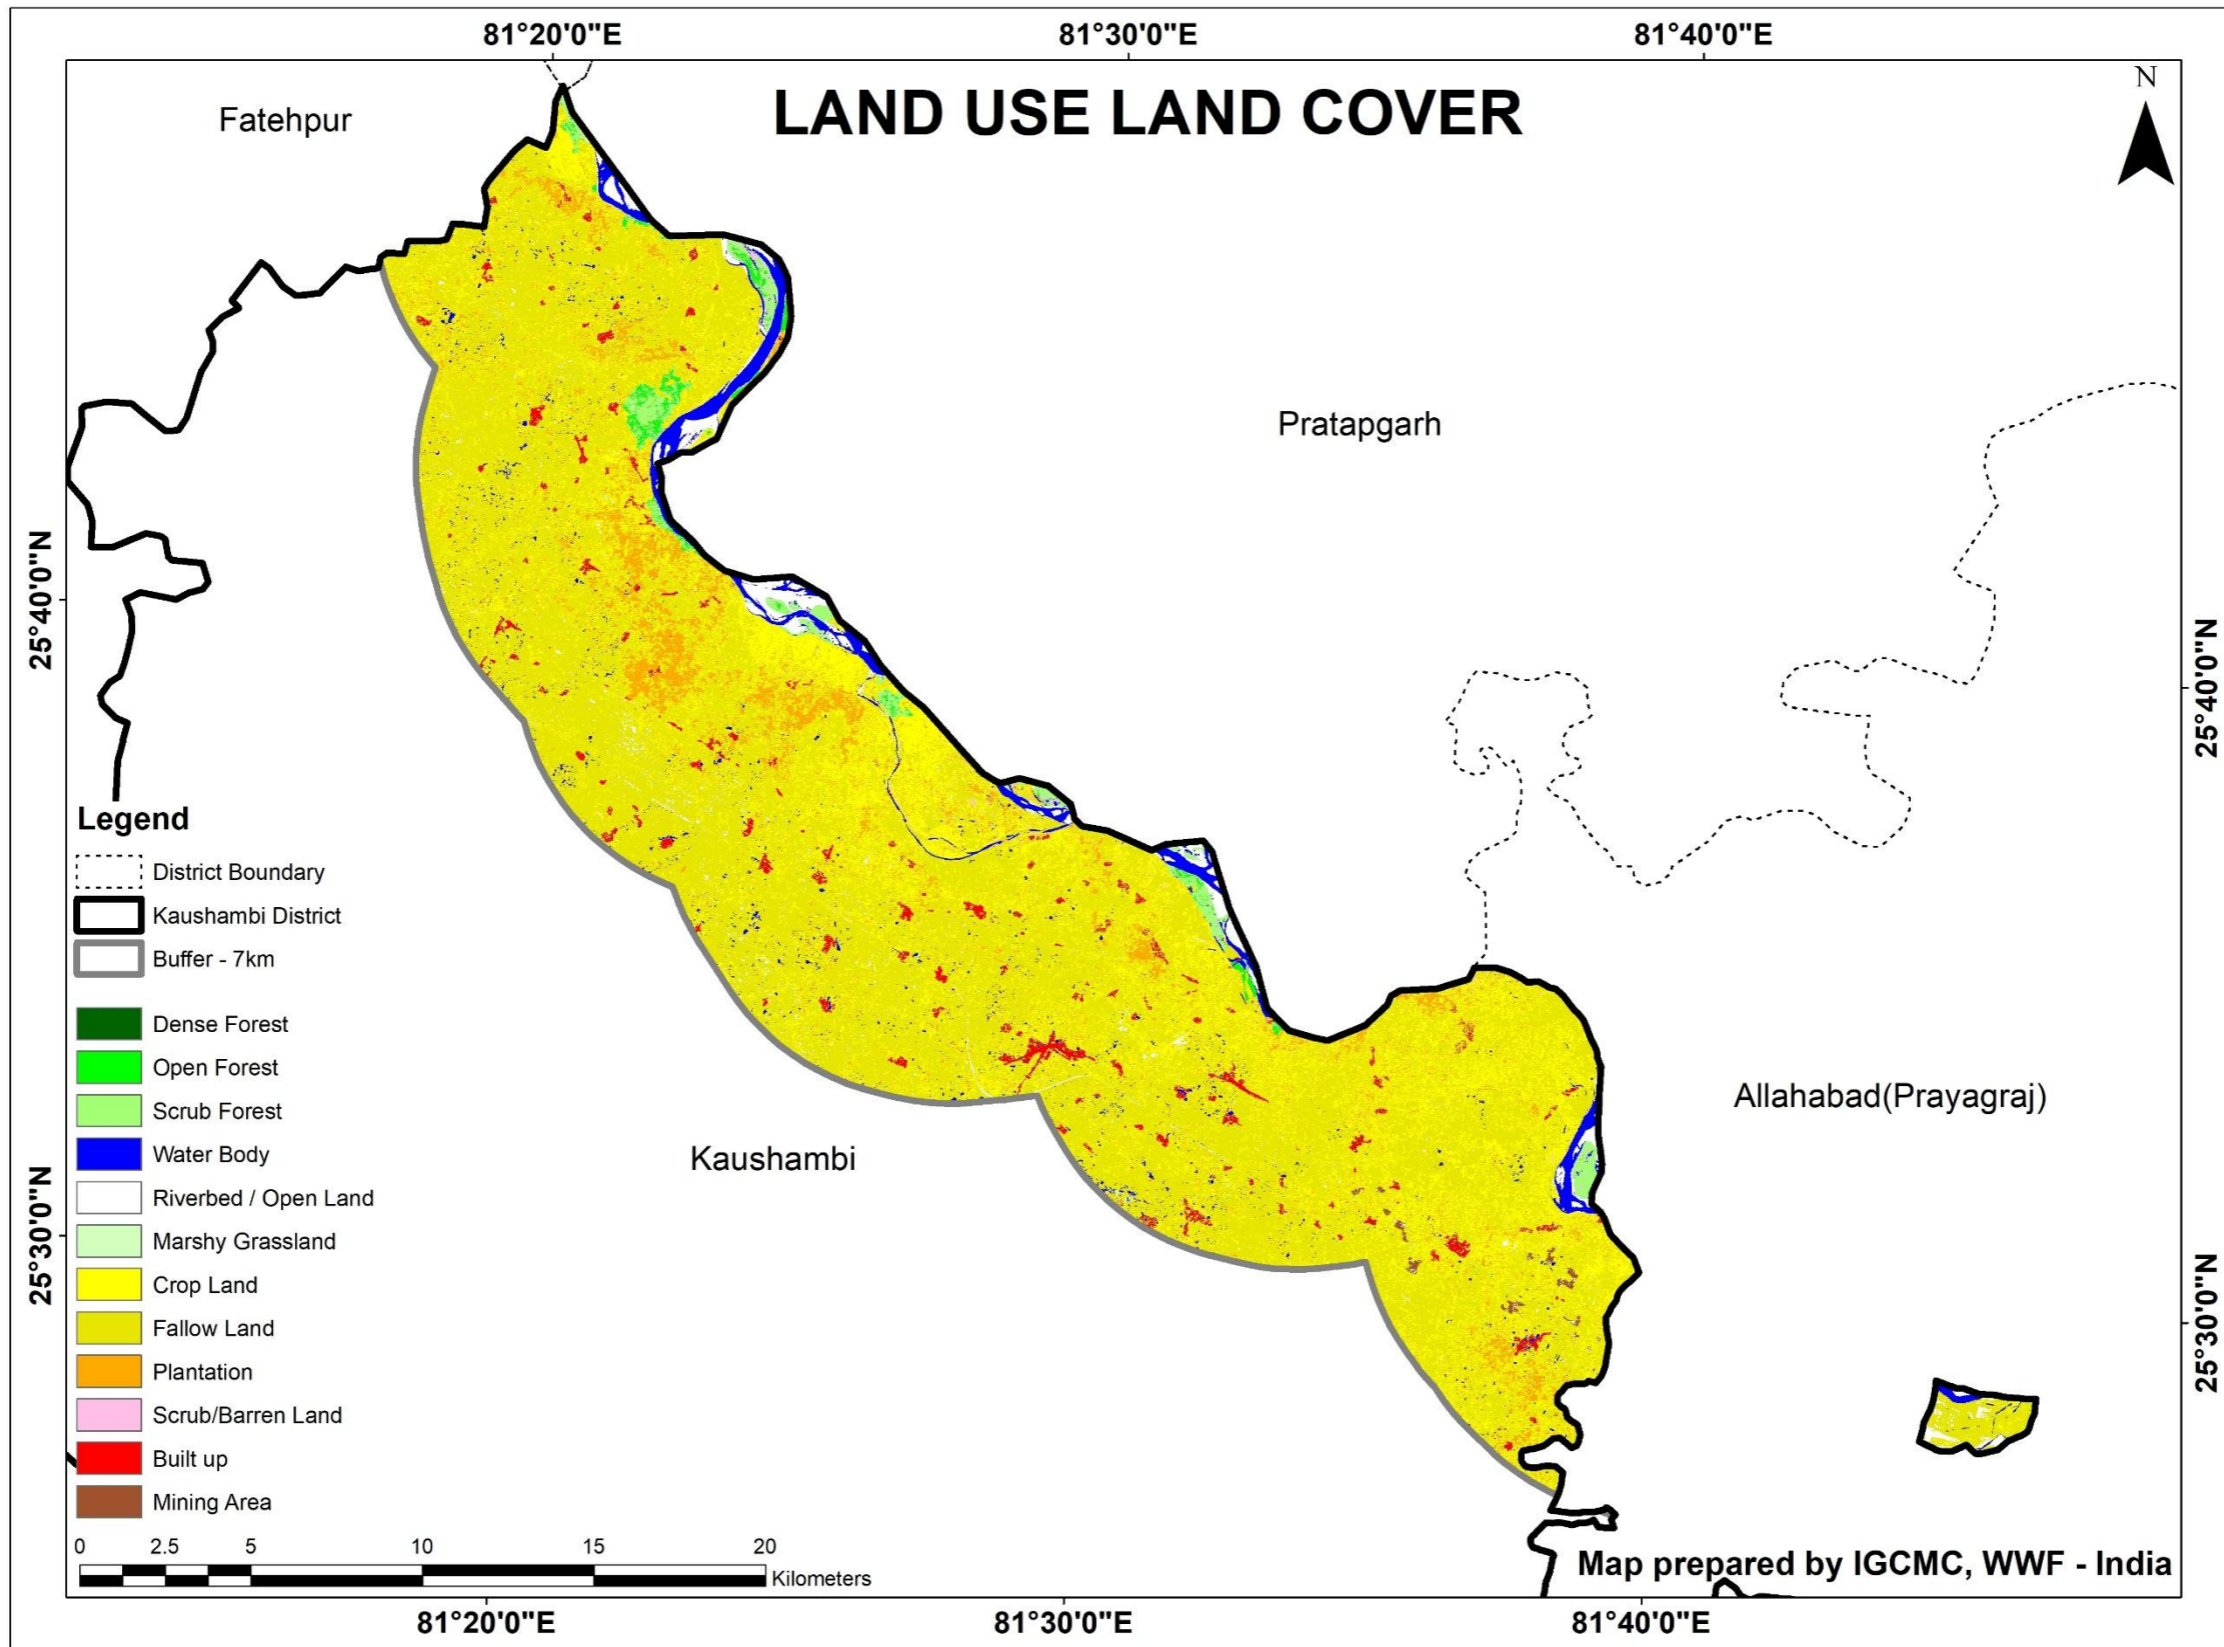 81°20'0"E
81°30'0"E
81°40'0"E
N
LAND USE LAND COVER
Fatehpur
Pratapgarh
25°40'0"N
25°40'0"N
Allahabad(Prayagraj)
Kaushambi
25°30'0"N
25°30'0"N
Legend
District Boundary
Kaushambi District
Buffer - 7km
Dense Forest
Open Forest
Scrub Forest
Water Body
Riverbed / Open Land
Marshy Grassland
Crop Land
Fallow Land
Plantation
Scrub/Barren Land
Built up
Mining Area
0 2.5 5 10 15 20
Kilometers
Map prepared by IGCMC, WWF - India
81°20'0"E
81°30'0"E
81°40'0"E